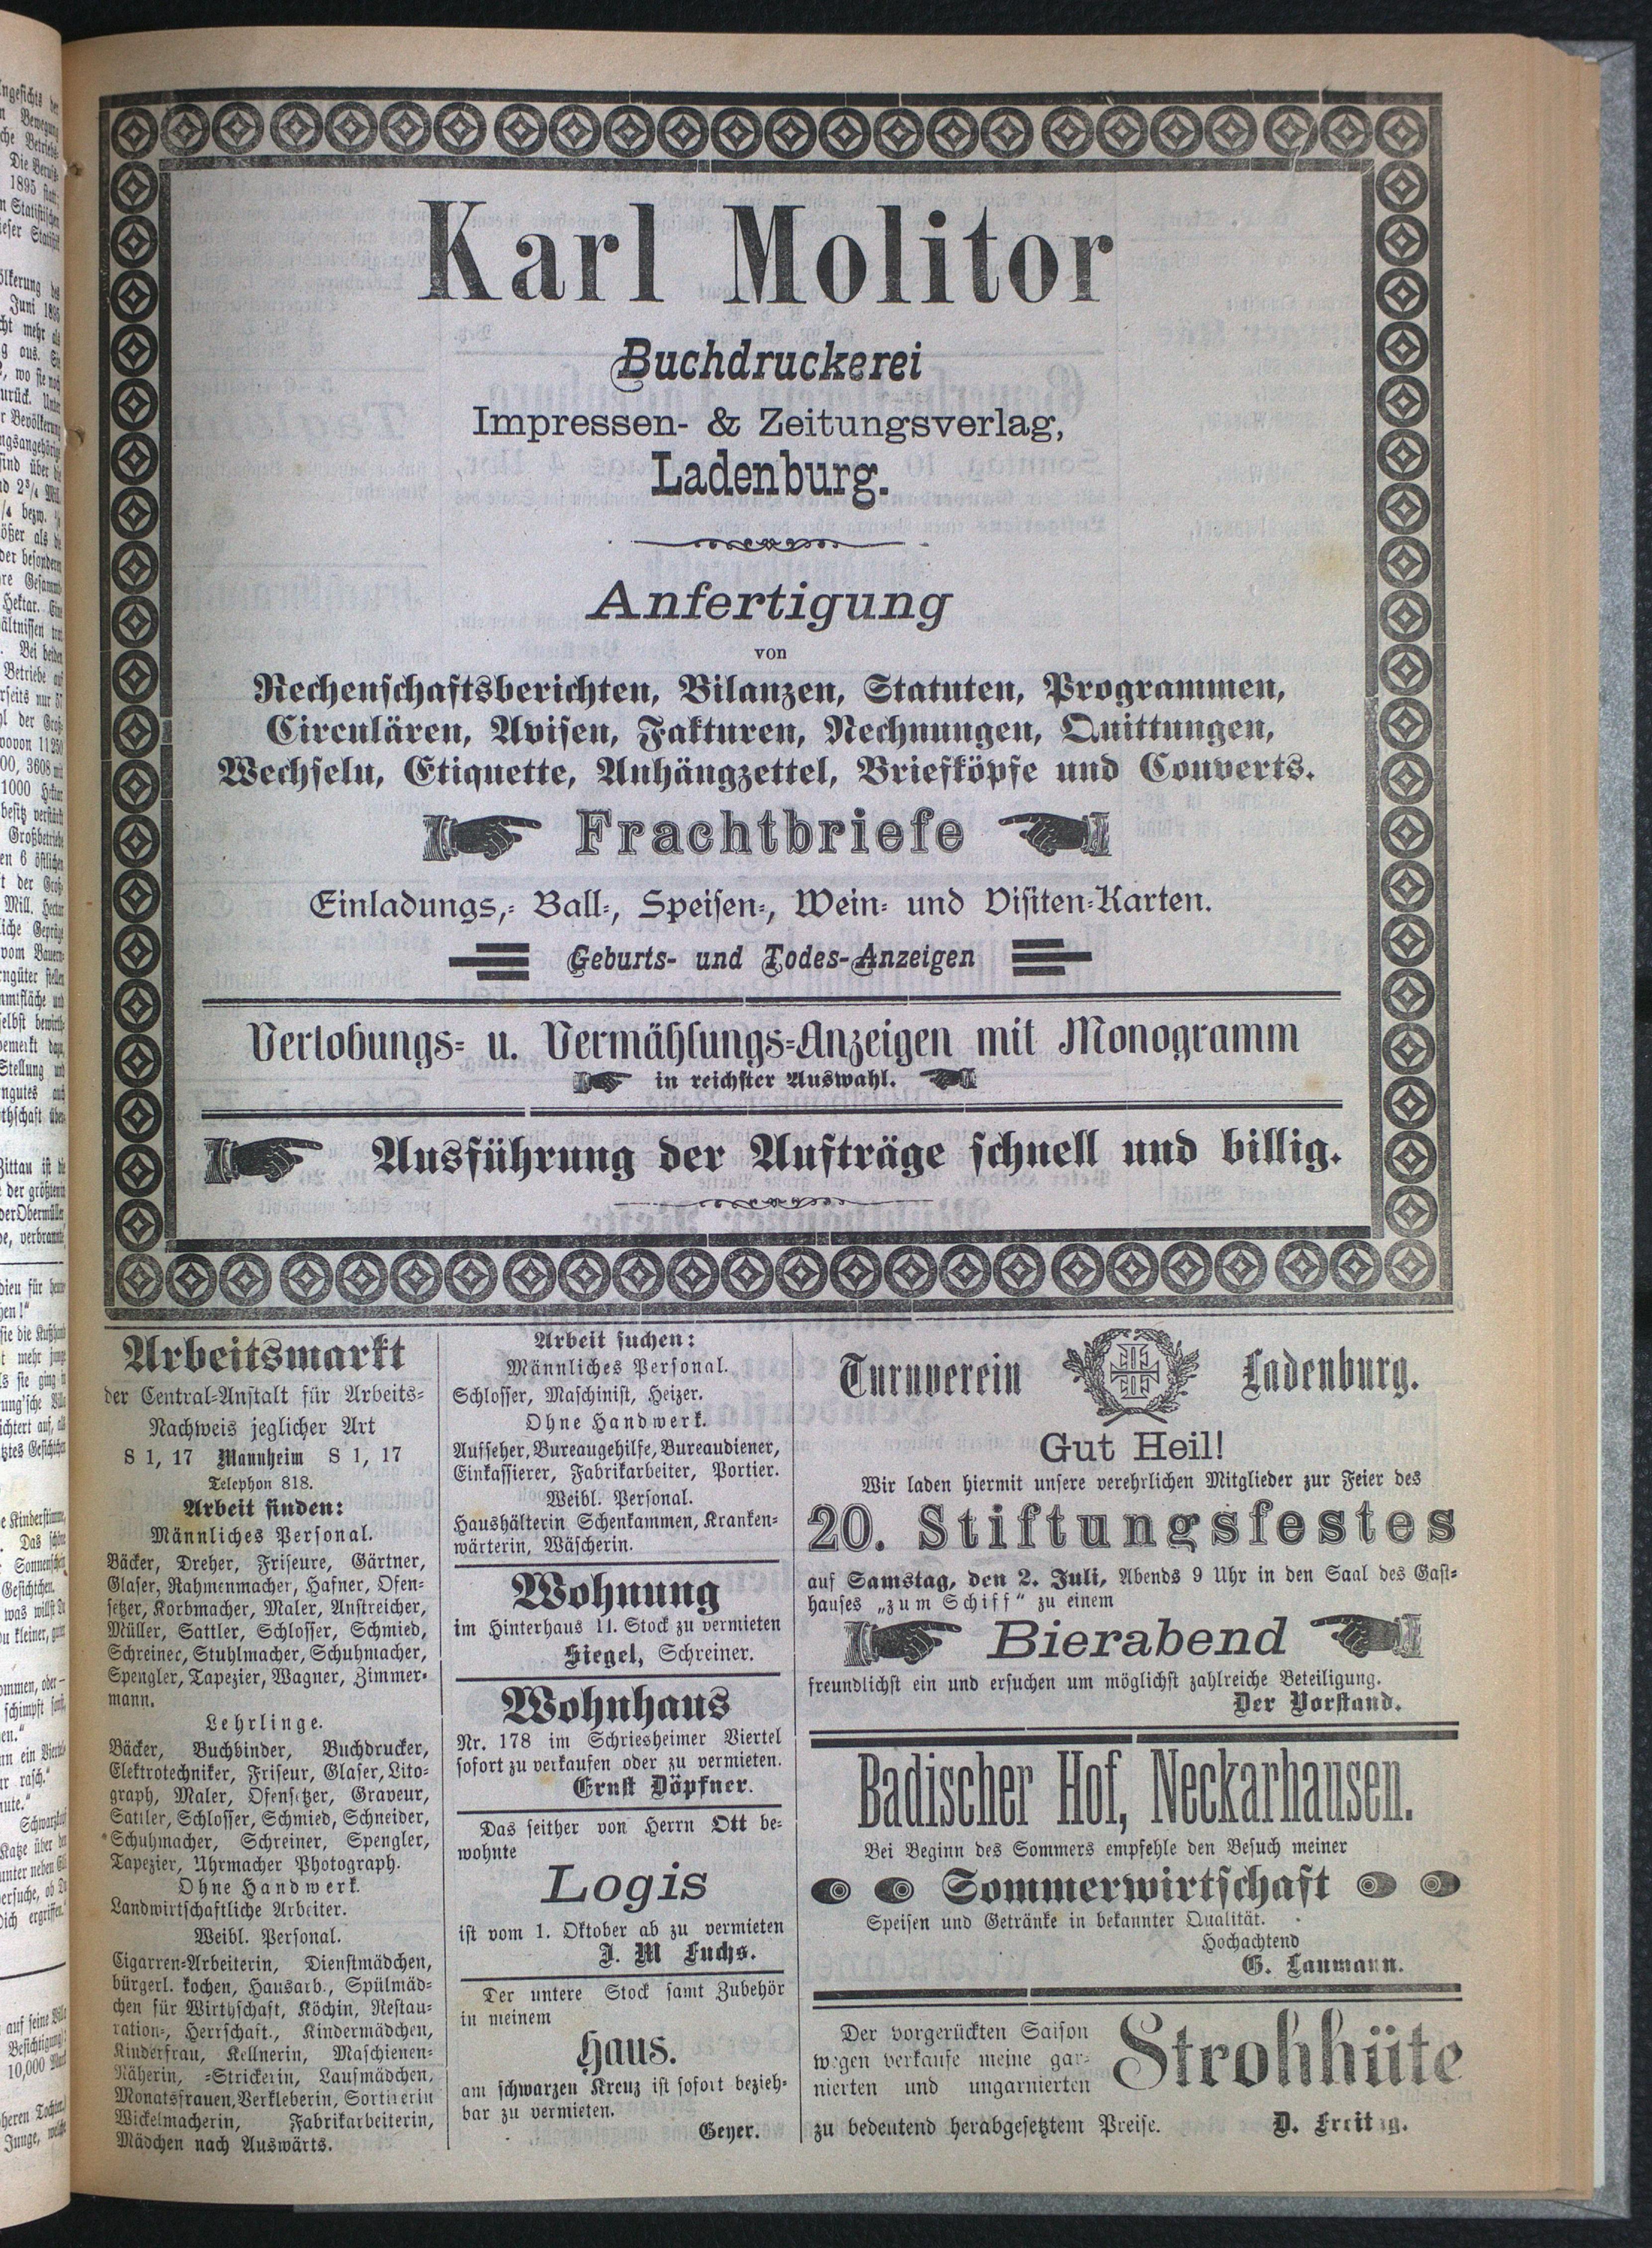 Karl Molitor
Buchdruckerei
Impressen- & Zeitungsverlag,
Ladenburg.
Anfertigung
von
Rechenschaftsberichten, Bilanzen, Statuten, Programmen,
Circulären, Avisen, Fakturen, Rechnungen, Quittungen,
Wechseln, Etiquette, Anhängzettel, Briefköpfe und Couverts.
Frachtbriefe
Einladungs,- Ball-, Speisen-, Wein- und Visiten-Karten.
Geburts- und Todes-Anzeigen
Verlobungs- u. Vermählungs-Anzeigen mit Monogramm
in reichster Auswahl.
Ausführung der Aufträge schnell und billig.
Arbeitsmarkt
der Central-Anstalt für Arbeits-
Nachweis jeglicher Art
S 1, 17 Mannheim S 1, 17
Telephon 818.
Arbeit finden:
Männliches Personal.
Bäcker, Dreher, Friseure, Gärtner,
Glaser, Rahmenmacher, Hafner, Ofen-
setzer, Korbmacher, Maler, Anstreicher,
Müller, Sattler, Schlosser, Schmied,
Schreiner, Stuhlmacher, Schuhmacher,
Spengler, Tapezier, Wagner, Zimmer-
mann.
Lehrlinge.
Bäcker, Buchbinder, Buchdrucker,
Elektrotechniker, Friseur, Glaser, Lito-
graph, Maler, Ofensetzer, Graveur,
Sattler, Schlosser, Schmied, Schneider,
Schuhmacher, Schreiner, Spengler,
Tapezier, Uhrmacher Photograph.
Ohne Handwerk.
Landwirtschaftliche Arbeiter.
Weibl. Personal.
Cigarren-Arbeiterin, Dienstmädchen,
bürgerl. kochen, Hausarb., Spülmäd-
chen für Wirthschaft, Köchin, Restau-
ration-, Herrschaft., Kindermädchen,
Kinderfrau, Kellnerin, Maschienen-
Näherin, -Strickerin, Laufmädchen,
Monatsfrauen, Verkleberin, Sortirerin
Wickelmacherin, Fabrikarbeiterin,
Mädchen nach Auswärts.
Arbeit suchen:
Männliches Personal.
Schlosser, Maschinist, Heizer.
Ohne Handwerk.
Aufseher, Bureaugehilfe, Bureaudiener,
Einkassierer, Fabrikarbeiter, Portier.
Weibl. Personal.
Haushälterin Schenkammen, Kranken-
wärterin, Wäscherin.
Wohnung
im Hinterhaus 11. Stock zu vermieten
Siegel, Schreiner.
Wohnhaus
Nr. 178 im Schriesheimer Viertel
sofort zu verkaufen oder zu vermieten.
Ernst Döpfner.
Das seither von Herrn Ott be-
wohnte
Logis
ist vom 1. Oktober ab zu vermieten
J. M Fuchs.
Der untere Stock samt Zubehör
in meinem
Haus.
am schwarzen Kreuz ist sofort bezieh-
bar zu vermieten.
Geyer.
Turnverein Ladenburg.
Gut Heil!
Wir laden hiermit unsere verehrlichen Mitglieder zur Feier des
20. Stiftungsfestes
auf Samstag, den 2. Juli, Abends 9 Uhr in den Saal des Gast-
hauses „zum Schiff“ zu einem
Bierabend
freundlichst ein und ersuchen um möglichst zahlreiche Beteiligung.
Der Vorstand.
Badischer Hof, Neckarhausen.
Bei Beginn des Sommers empfehle den Besuch meiner
Sommerwirtschaft
Speisen und Getränke in bekannter Qualität.
Hochachtend
G. Laumann.
Der vorgerückten Saison
wegen verkaufe meine gar-
nierten und ungarnierten
Strohhüte
zu bedeutend herabgesetztem Preise. D. Freitag.